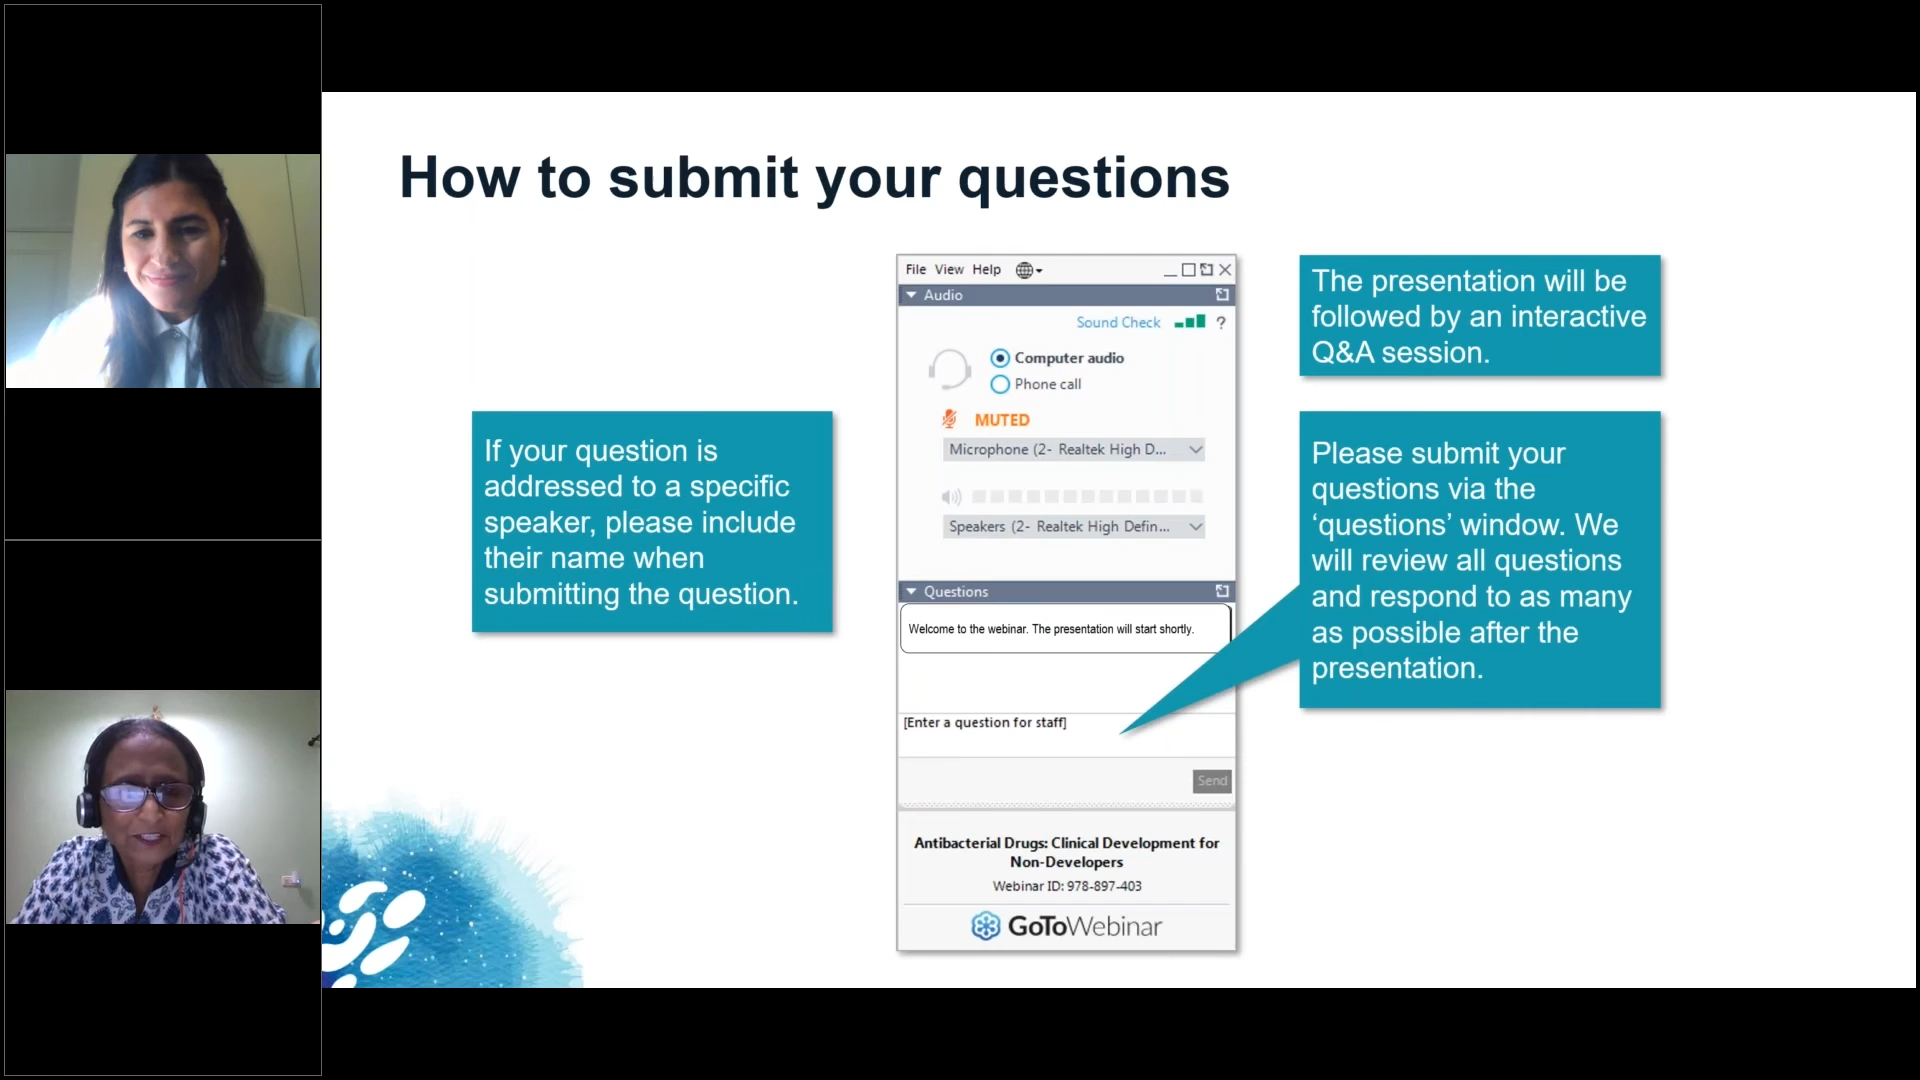 How to submit your questions
If your question is
addressed to a specific
speaker, please include
their name when
submitting the question.
File View Help
Audio
Sound Check ?
Computer audio
Phone call
MUTED
Microphone (2- Realtek High D...
Speakers (2- Realtek High Defin...
Questions
Welcome to the webinar. The presentation will start shortly.
[Enter a question for staff]
Send
Antibacterial Drugs: Clinical Development for
Non-Developers
Webinar ID: 978-897-403
GoToWebinar
The presentation will be
followed by an interactive
Q&A session.
Please submit your
questions via the
‘questions’ window. We
will review all questions
and respond to as many
as possible after the
presentation.